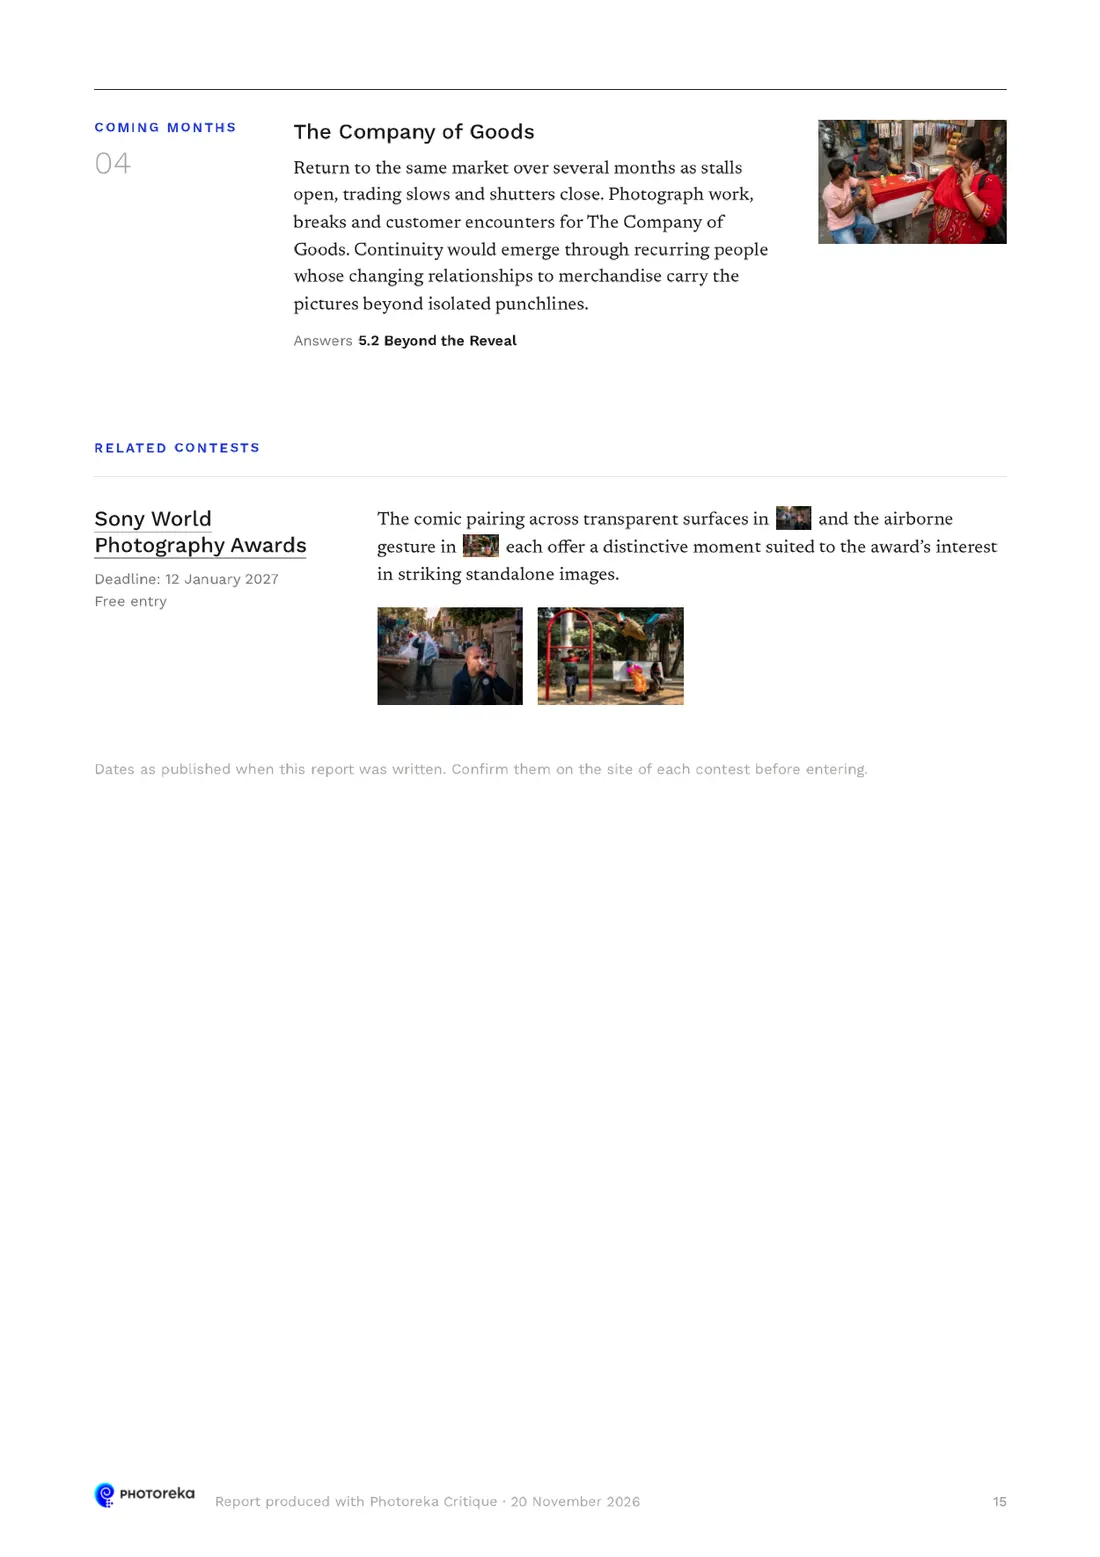 COMING MONTHS
04
The Company of Goods
Return to the same market over several months as stalls
open, trading slows and shutters close. Photograph work,
breaks and customer encounters for The Company of
Goods. Continuity would emerge through recurring people
whose changing relationships to merchandise carry the
pictures beyond isolated punchlines.
Answers 5.2 Beyond the Reveal
RELATED CONTESTS
Sony World
Photography Awards
Deadline: 12 January 2027
Free entry
The comic pairing across transparent surfaces in and the airborne
gesture in each offer a distinctive moment suited to the award’s interest
in striking standalone images.
Dates as published when this report was written. Confirm them on the site of each contest before entering.
PHOTOreka
Report produced with Photoreka Critique · 20 November 2026
15